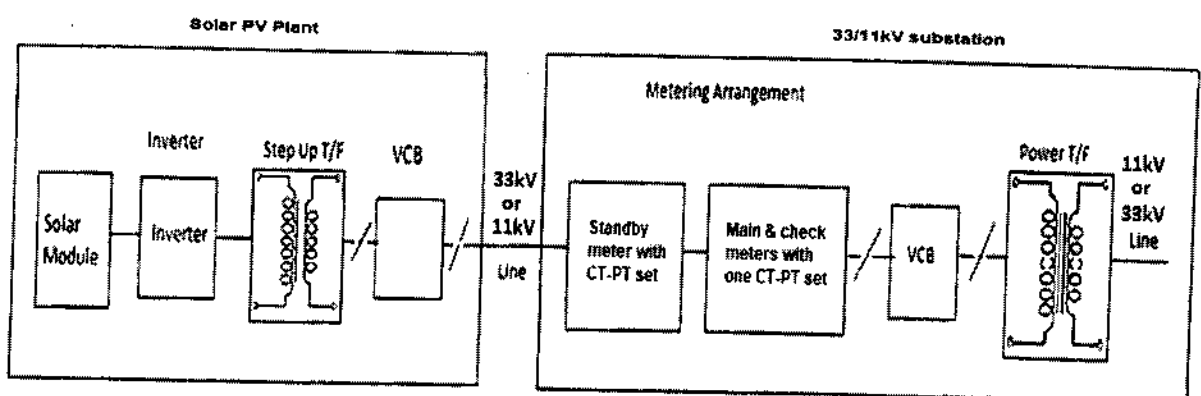 Solar PV Plant
33/11kV substation
Metering Arrangement
Inverter
Step Up T/F
VCB
Power T/F
Solar
Module
Inverter
33kV
or
11kV
Line
Standby
meter with
CT-PT set
Main & check
meters with
one CT-PT set
VCB
11kV
or
33kV
Line